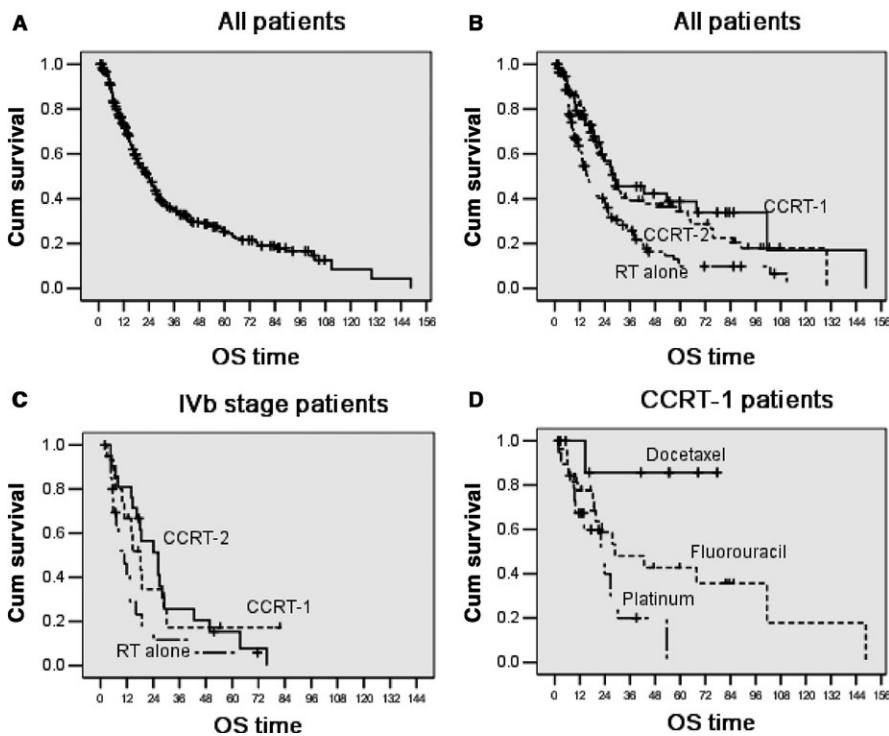 A
All patients
Cum survival
1.0
0.8
0.6
0.4
0.2
0.0
0 12 24 36 48 60 72 84 96 108 120 132 144 156
OS time
B
All patients
Cum survival
1.0
0.8
0.6
0.4
0.2
0.0
CCRT-1
CCRT-2
RT alone
0 12 24 36 48 60 72 84 96 108 120 132 144 156
OS time
C
IVb stage patients
Cum survival
1.0
0.8
0.6
0.4
0.2
0.0
CCRT-2
CCRT-1
RT alone
0 12 24 36 48 60 72 84 96 108 120 132 144
OS time
D
CCRT-1 patients
Cum survival
1.0
0.8
0.6
0.4
0.2
0.0
Docetaxel
Fluorouracil
Platinum
0 12 24 36 48 60 72 84 96 108 120 132 144 156
OS time